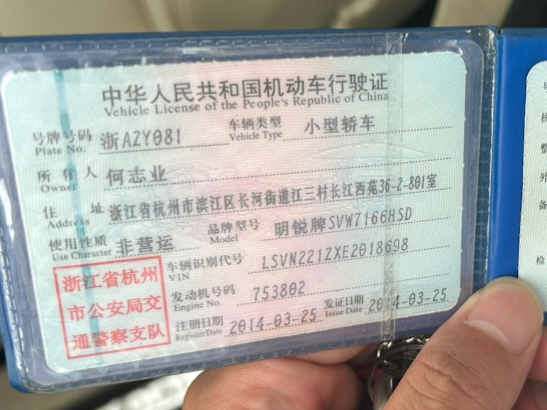 中华人民共和国机动车行驶证
Vehicle License of the People's Republic of China
号牌号码 浙AZY081 车辆类型 小型轿车
Plate No. Vehicle Type
所有人 何志业
Owner
住址 浙江省杭州市滨江区长河街道江三村长江西苑36-2-801室
Address
使用性质 非营运 品牌型号 明锐牌SVW7166HSD
Use Character Model
浙江省杭州
市公安局交
通警察支队
车辆识别代号 LSVN221ZXE2018698
VIN
发动机号码 753802
Engine No.
注册日期 2014-03-25 发证日期 2014-03-25
Register Date Issue Date